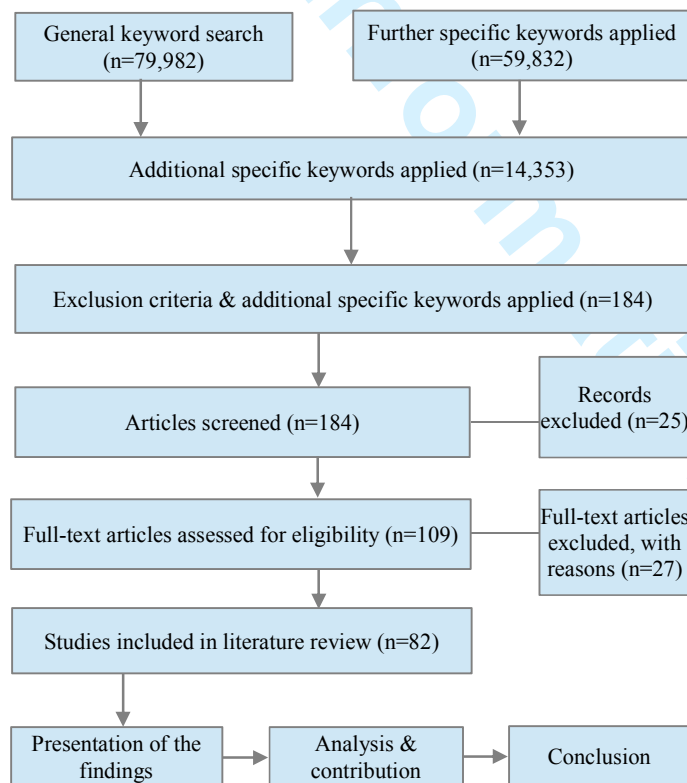 General keyword search
(n=79,982)
Further specific keywords applied
(n=59,832)
Additional specific keywords applied (n=14,353)
Exclusion criteria & additional specific keywords applied (n=184)
Articles screened (n=184)
Records
excluded (n=25)
Full-text articles assessed for eligibility (n=109)
Full-text articles
excluded, with
reasons (n=27)
Studies included in literature review (n=82)
Presentation of the
findings
Analysis &
contribution
Conclusion